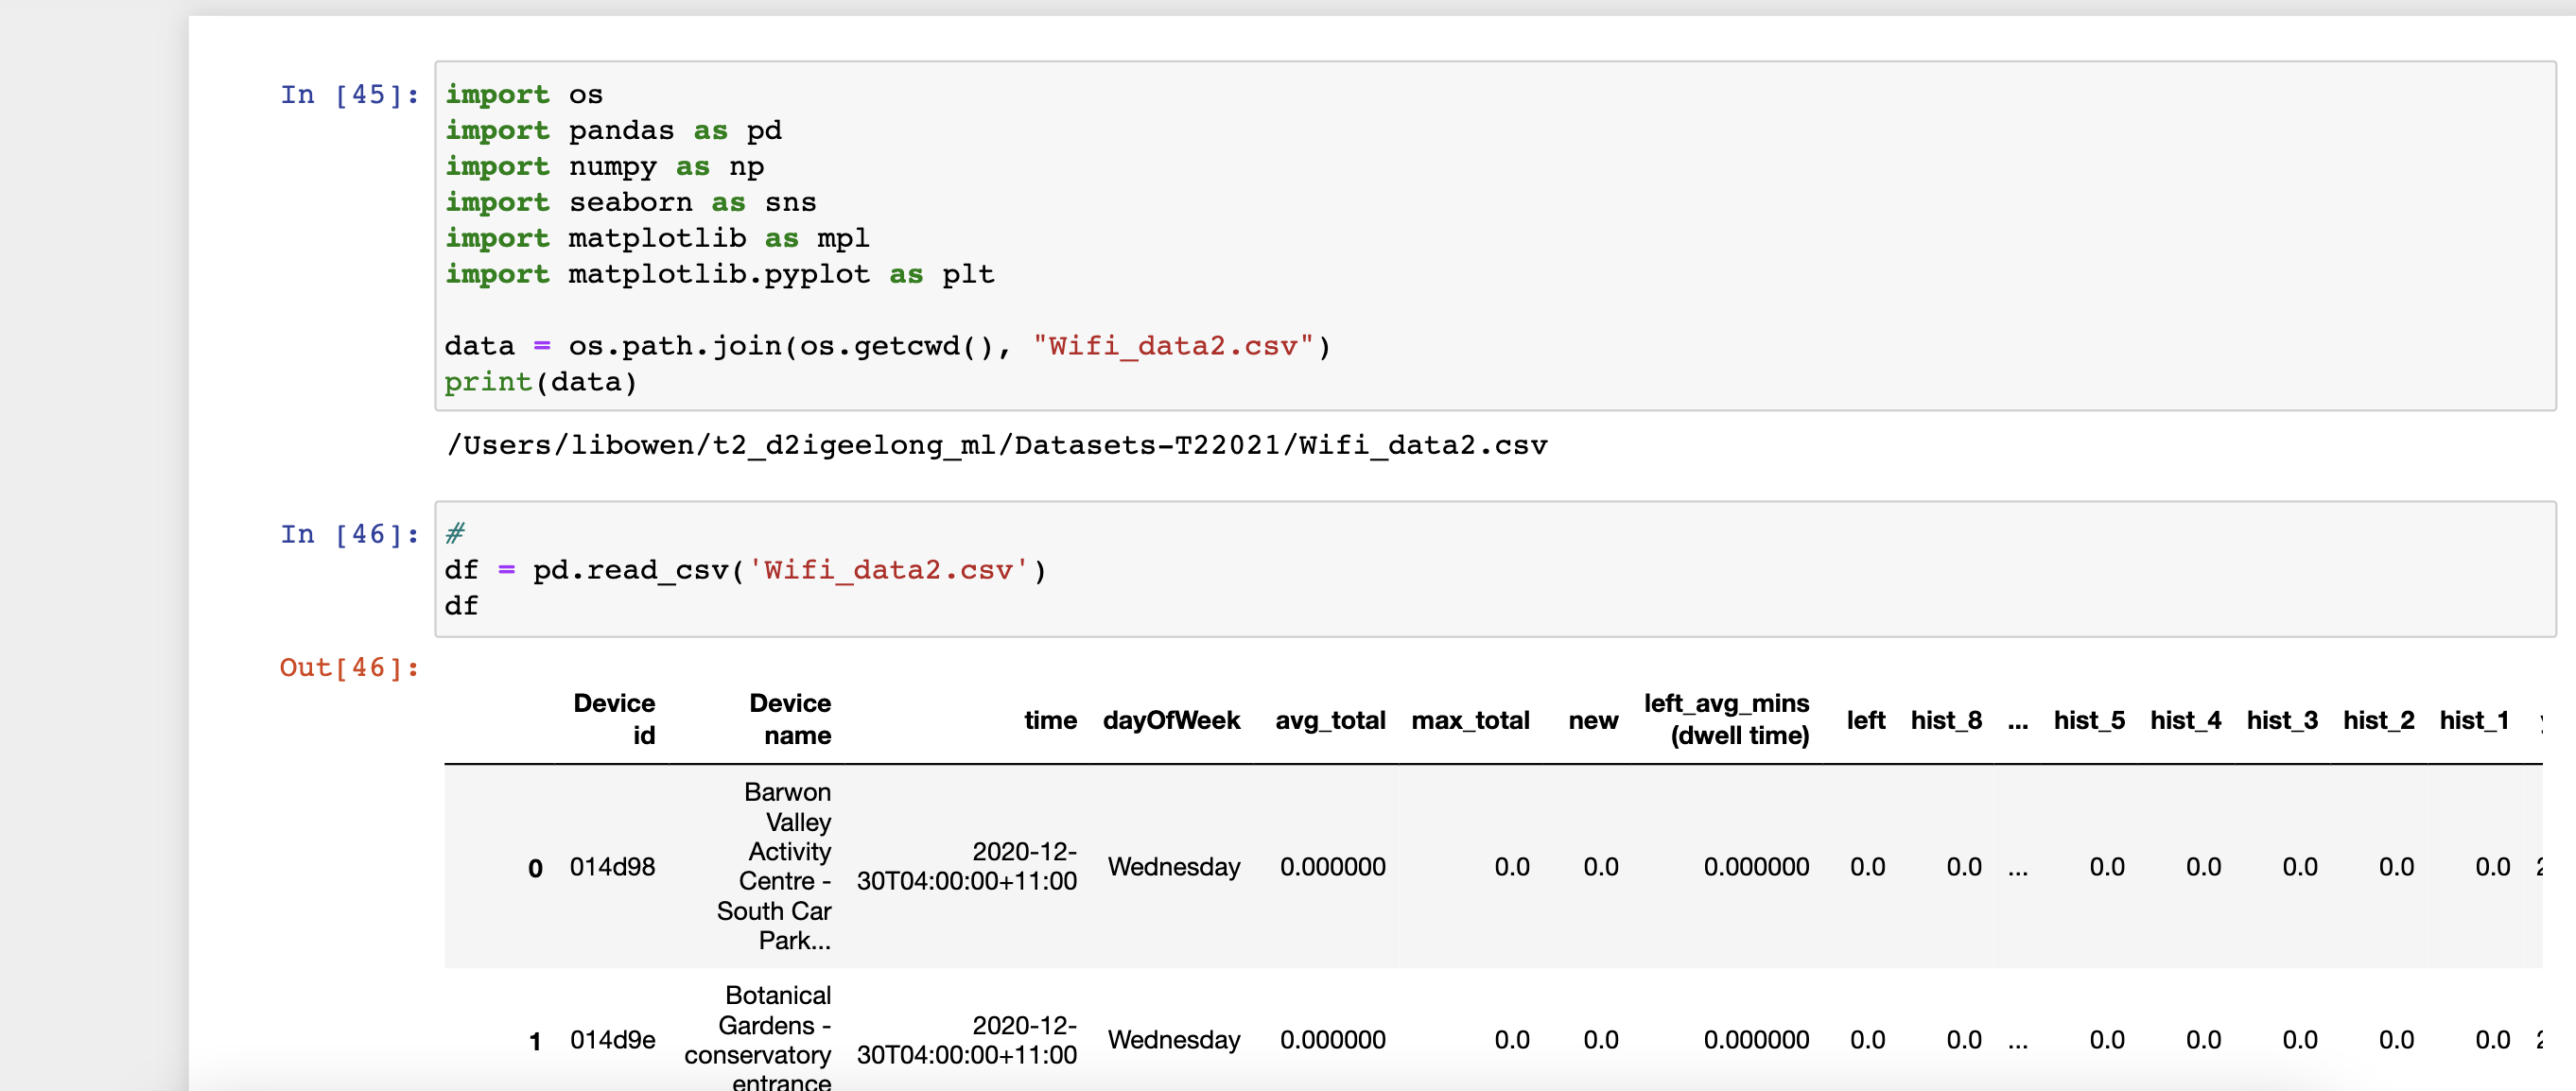 In [45]: import os
import pandas as pd
import numpy as np
import seaborn as sns
import matplotlib as mpl
import matplotlib.pyplot as plt
data = os.path.join(os.getcwd(), "Wifi_data2.csv")
print(data)
/Users/libowen/t2_d2igeelong_ml/Datasets-T22021/Wifi_data2.csv
In [46]: #
df = pd.read_csv('Wifi_data2.csv')
df
Out[46]:
Device id Device name time dayOfWeek avg_total max_total new left_avg_mins (dwell time) left hist_8 ... hist_5 hist_4 hist_3 hist_2 hist_1
0 014d98 Barwon Valley Activity Centre - South Car Park... 2020-12-30T04:00:00+11:00 Wednesday 0.000000 0.0 0.0 0.000000 0.0 0.0 ... 0.0 0.0 0.0 0.0 0.0
1 014d9e Botanical Gardens - conservatory entrance 2020-12-30T04:00:00+11:00 Wednesday 0.000000 0.0 0.0 0.000000 0.0 0.0 ... 0.0 0.0 0.0 0.0 0.0